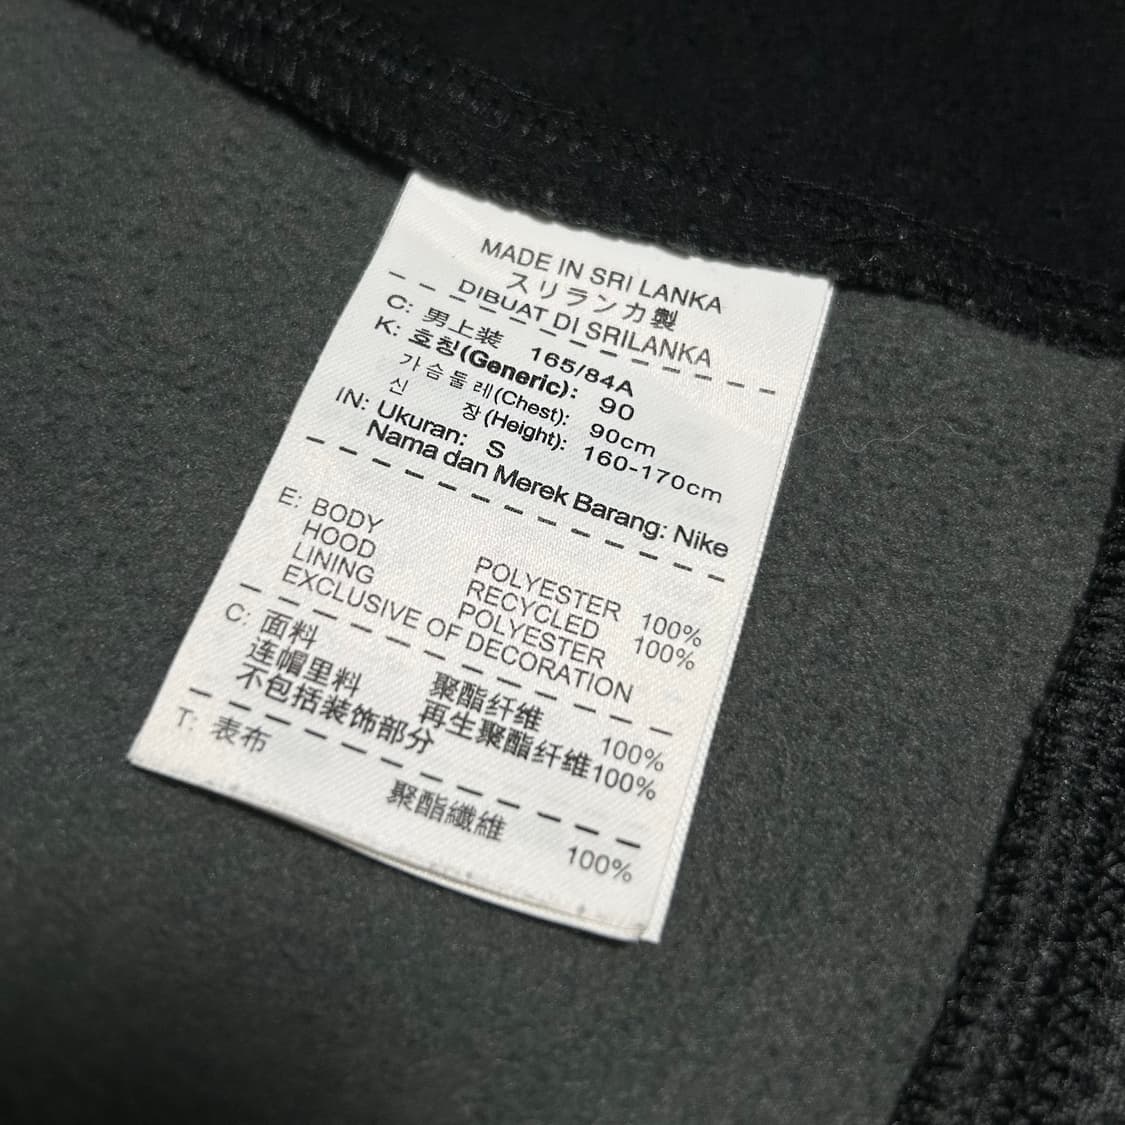 MADE IN SRI LANKA
スリランカ製
DIBUAT DI SRILANKA
C: 男上装 165/84A
K: 호칭(Generic): 90
가슴둘레(Chest): 90cm
신 장(Height): 160-170cm
IN: Ukuran: S
Nama dan Merek Barang: Nike
E: BODY POLYESTER 100%
HOOD RECYCLED
LINING POLYESTER 100%
EXCLUSIVE OF DECORATION
C: 面料 聚酯纤维 100%
连帽里料 再生聚酯纤维100%
不包括装饰部分
T: 表布 聚酯纖維 100%